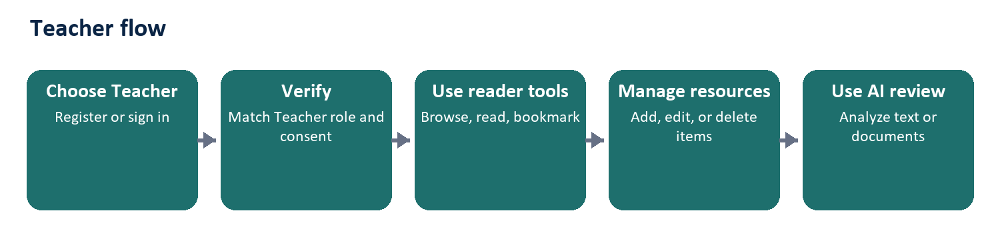 Teacher flow
Choose Teacher
Register or sign in
Verify
Match Teacher role and
consent
Use reader tools
Browse, read, bookmark
Manage resources
Add, edit, or delete
items
Use AI review
Analyze text or
documents